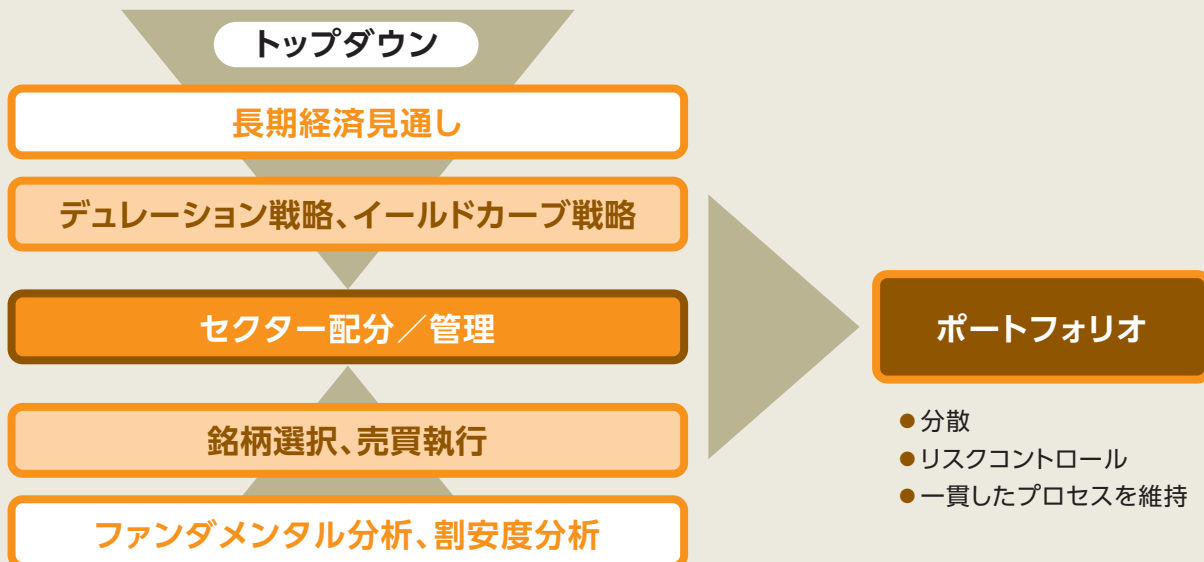 トップダウン
長期経済見通し
デュレーション戦略、イールドカーブ戦略
セクター配分／管理
銘柄選択、売買執行
ファンダメンタル分析、割安度分析
ポートフォリオ
●分散
●リスクコントロール
●一貫したプロセスを維持